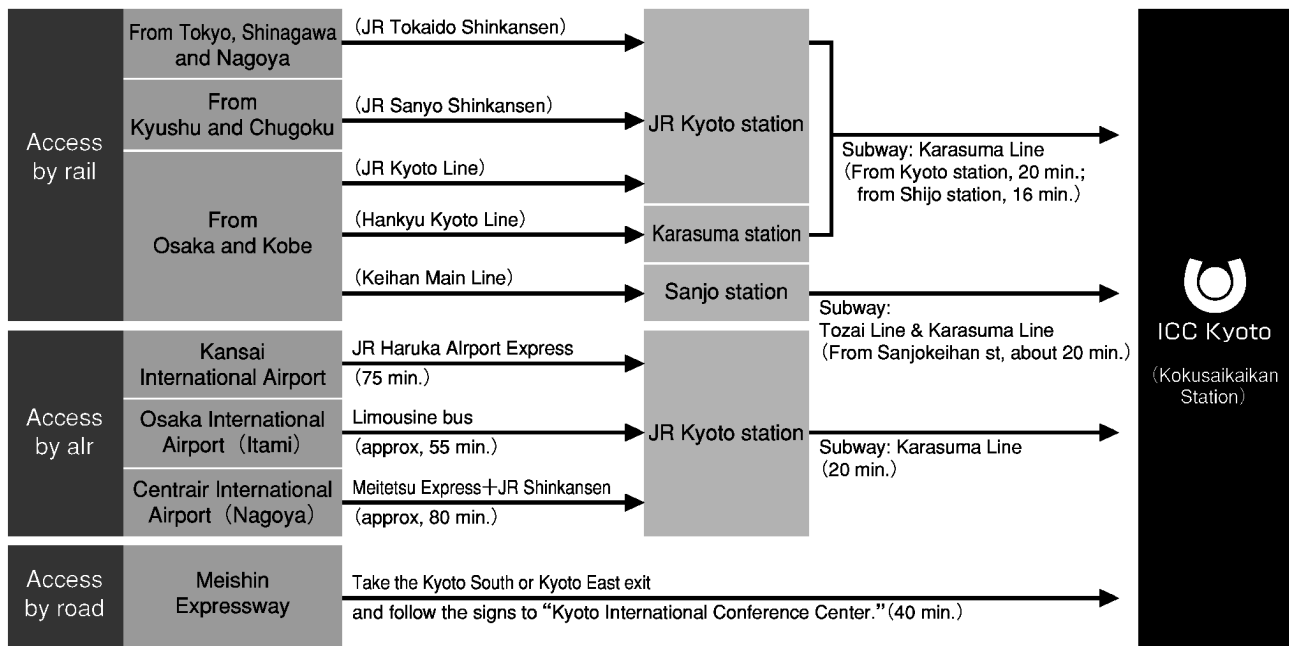 Access
by rail
From Tokyo, Shinagawa
and Nagoya
(JR Tokaido Shinkansen)
From
Kyushu and Chugoku
(JR Sanyo Shinkansen)
JR Kyoto station
From
Osaka and Kobe
(JR Kyoto Line)
(Hankyu Kyoto Line)
Karasuma station
Subway: Karasuma Line
(From Kyoto station, 20 min.;
from Shijo station, 16 min.)
(Keihan Main Line)
Sanjo station
Subway:
Tozai Line & Karasuma Line
(From Sanjokeihan st, about 20 min.)
Access
by aIr
Kansai
International Airport
JR Haruka AIrport Express
(75 min.)
Osaka International
Airport (Itami)
Limousine bus
(approx, 55 min.)
Centrair International
Airport (Nagoya)
Meitetsu Express+JR Shinkansen
(approx, 80 min.)
JR Kyoto station
Subway: Karasuma Line
(20 min.)
Access
by road
Meishin
Expressway
Take the Kyoto South or Kyoto East exit
and follow the signs to “Kyoto International Conference Center.”(40 min.)
ICC Kyoto
(Kokusaikaikan
Station)